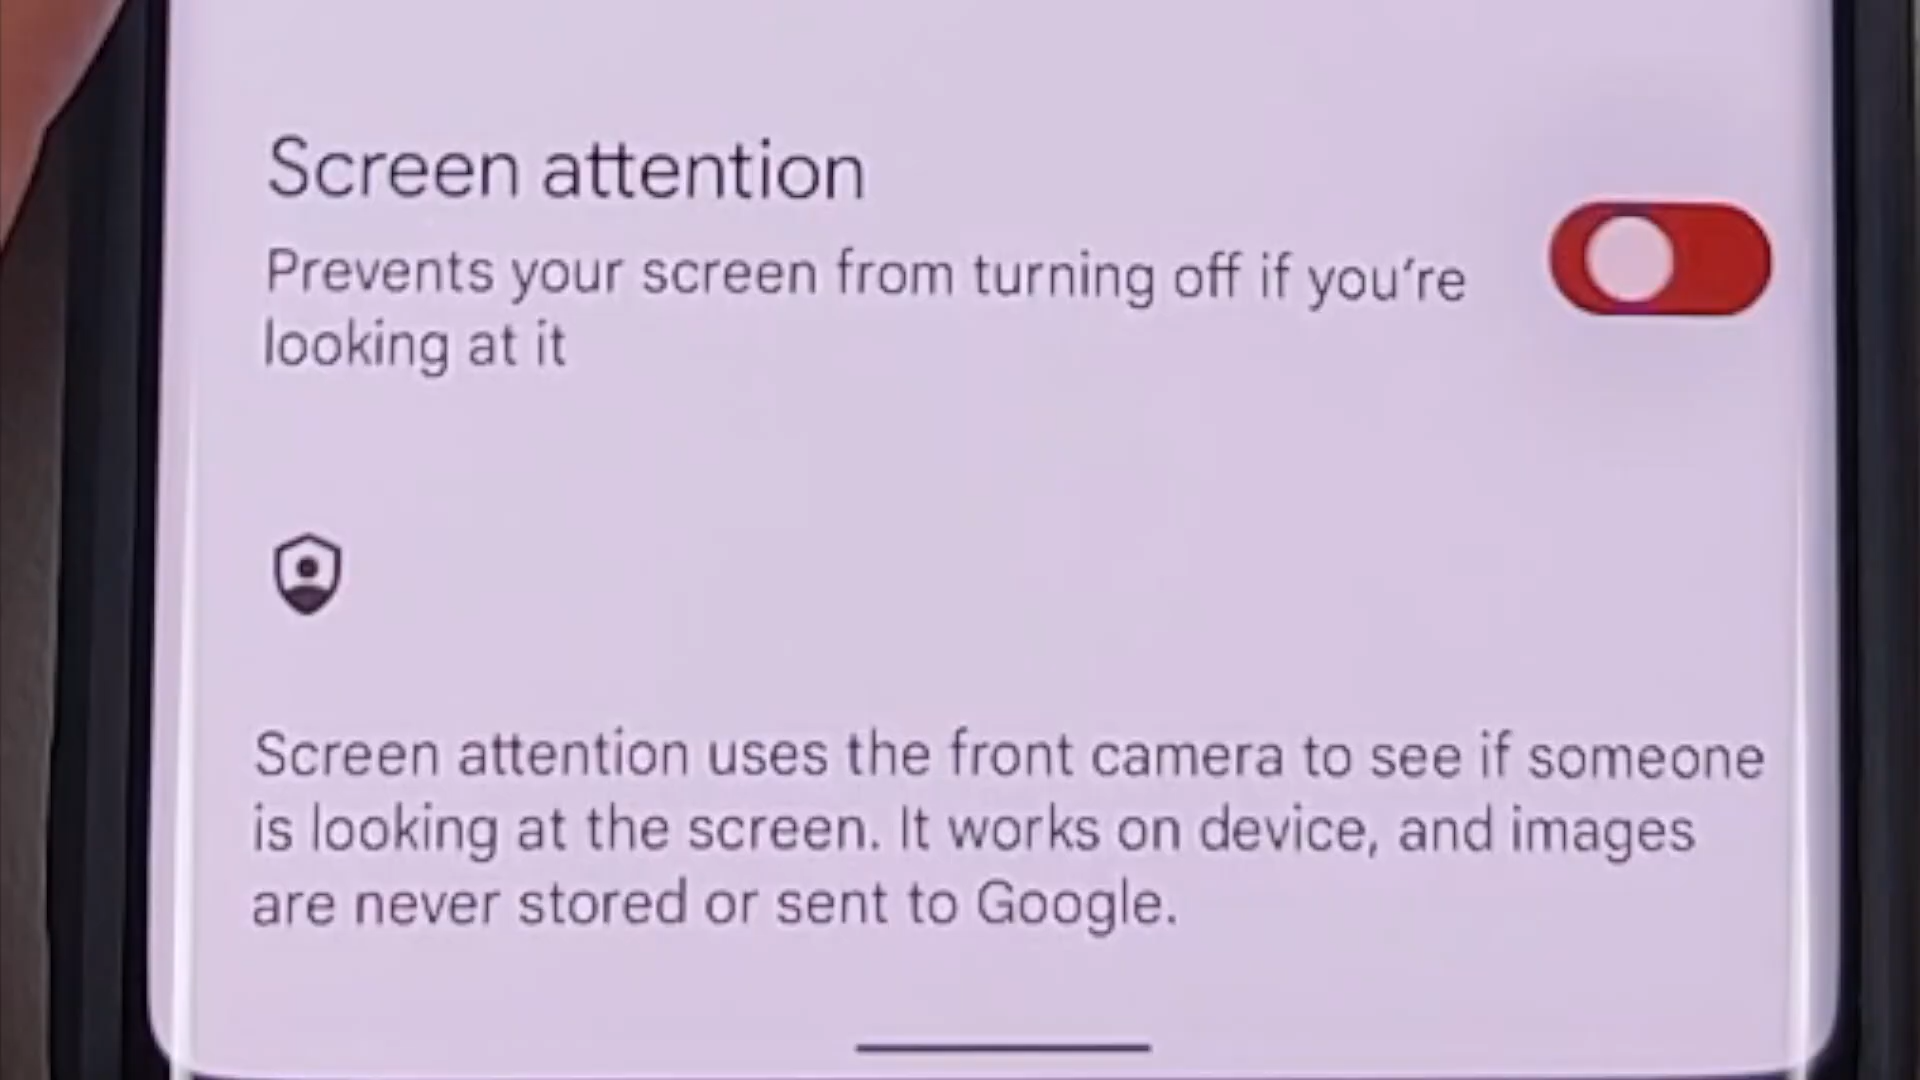 Screen attention
Prevents your screen from turning off if you’re
looking at it
Screen attention uses the front camera to see if someone
is looking at the screen. It works on device, and images
are never stored or sent to Google.